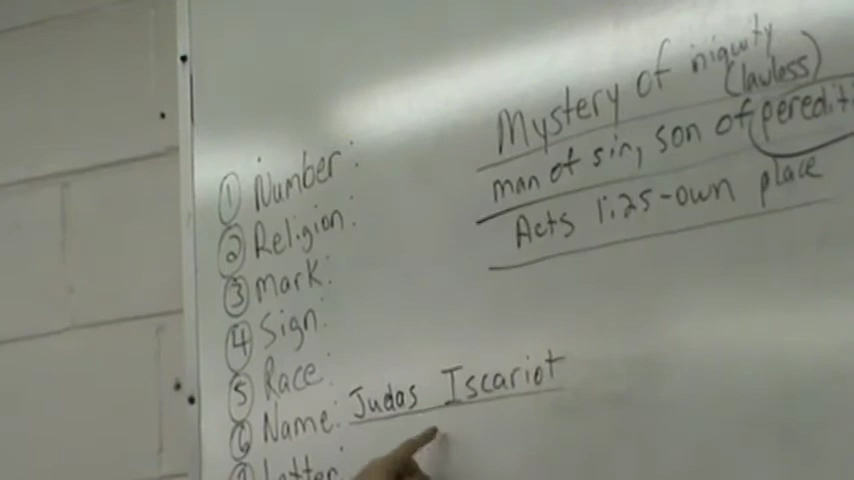 ① Number:
② Religion:
③ Mark:
④ Sign:
⑤ Race:
⑥ Name: Judas Iscariot
Letter:
Mystery of iniquity
(lawless)
man of sin, son of
Acts 1:25-own place